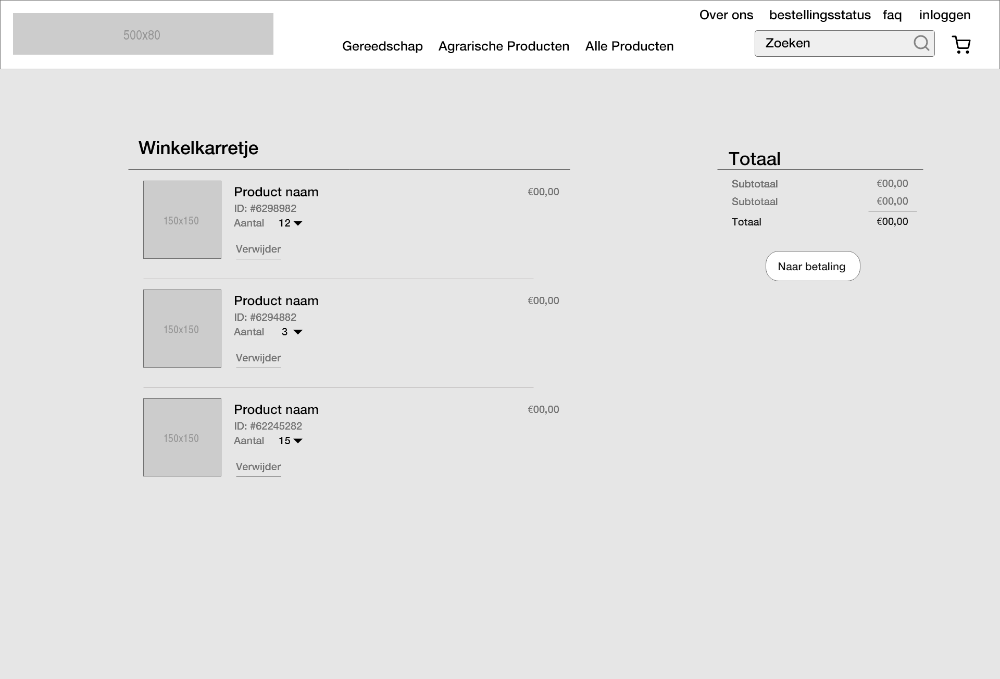 500x80
Over ons bestellingsstatus faq inloggen
Gereedschap Agrarische Producten Alle Producten
Zoeken
Winkelkarretje
150x150
Product naam €00,00
ID: #6298982
Aantal 12
Verwijder
150x150
Product naam €00,00
ID: #6294882
Aantal 3
Verwijder
150x150
Product naam €00,00
ID: #62245282
Aantal 15
Verwijder
Totaal
Subtotaal €00,00
Subtotaal €00,00
Totaal €00,00
Naar betaling